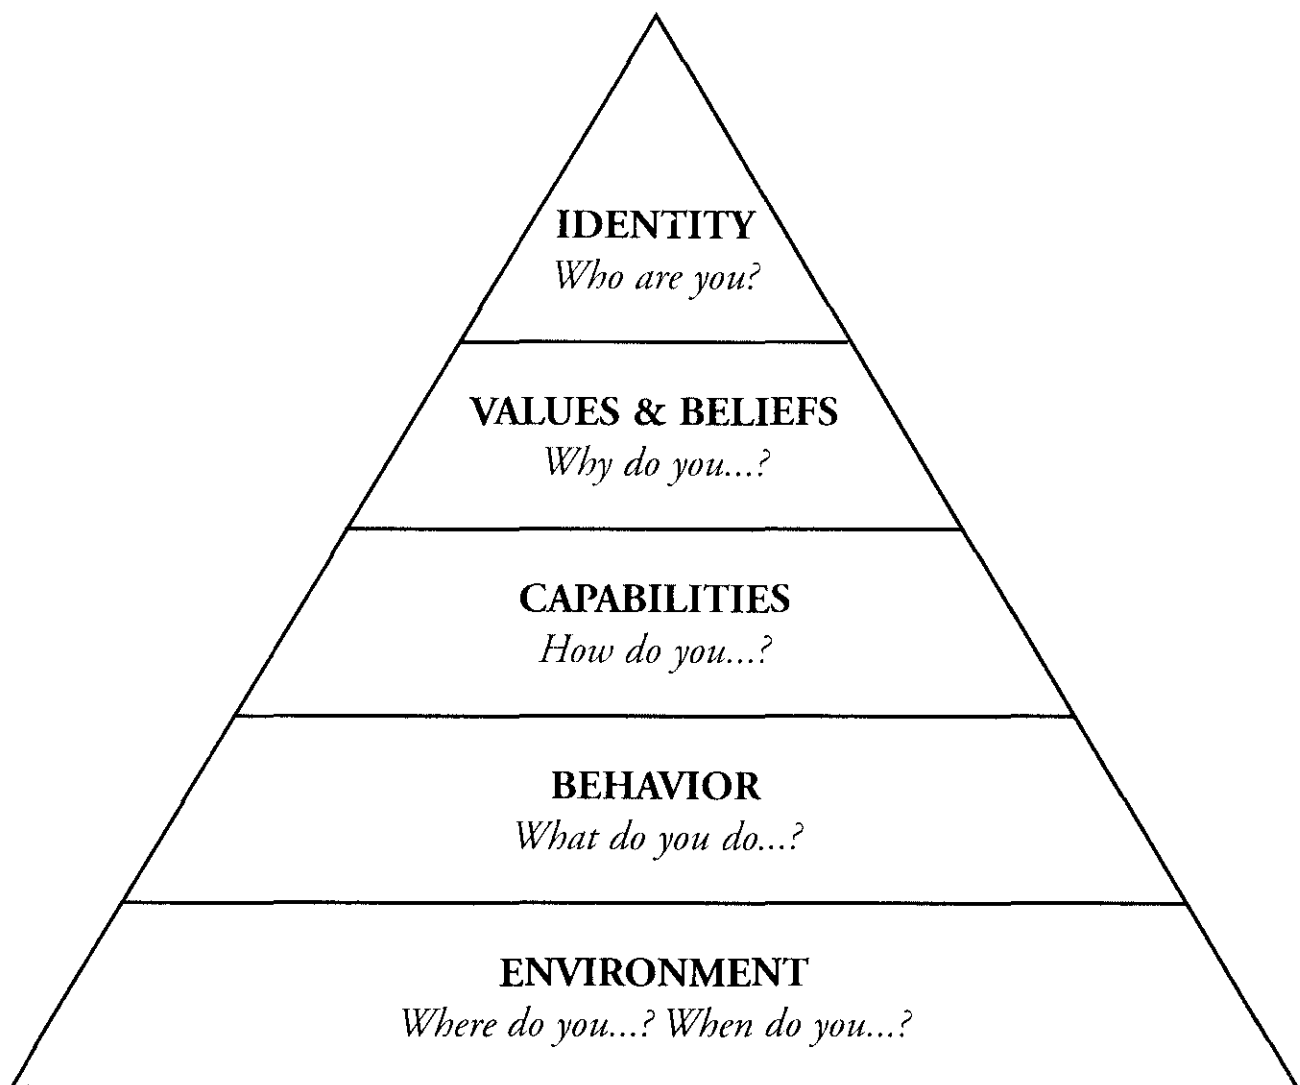 IDENTITY
Who are you?
VALUES & BELIEFS
Why do you...?
CAPABILITIES
How do you...?
BEHAVIOR
What do you do...?
ENVIRONMENT
Where do you...? When do you...?